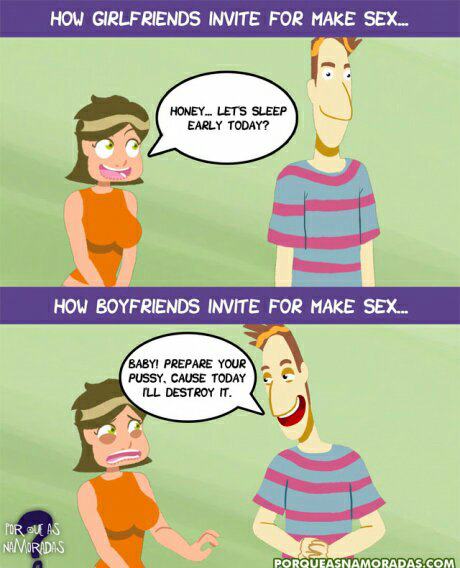 HOW GIRLFRIENDS INVITE FOR MAKE SEX...
HONEY... LET'S SLEEP
EARLY TODAY?
HOW BOYFRIENDS INVITE FOR MAKE SEX...
BABY! PREPARE YOUR
PUSSY, CAUSE TODAY
I'LL DESTROY IT.
POR QUE AS
NAMORADAS
PORQUEASNAMORADAS.COM